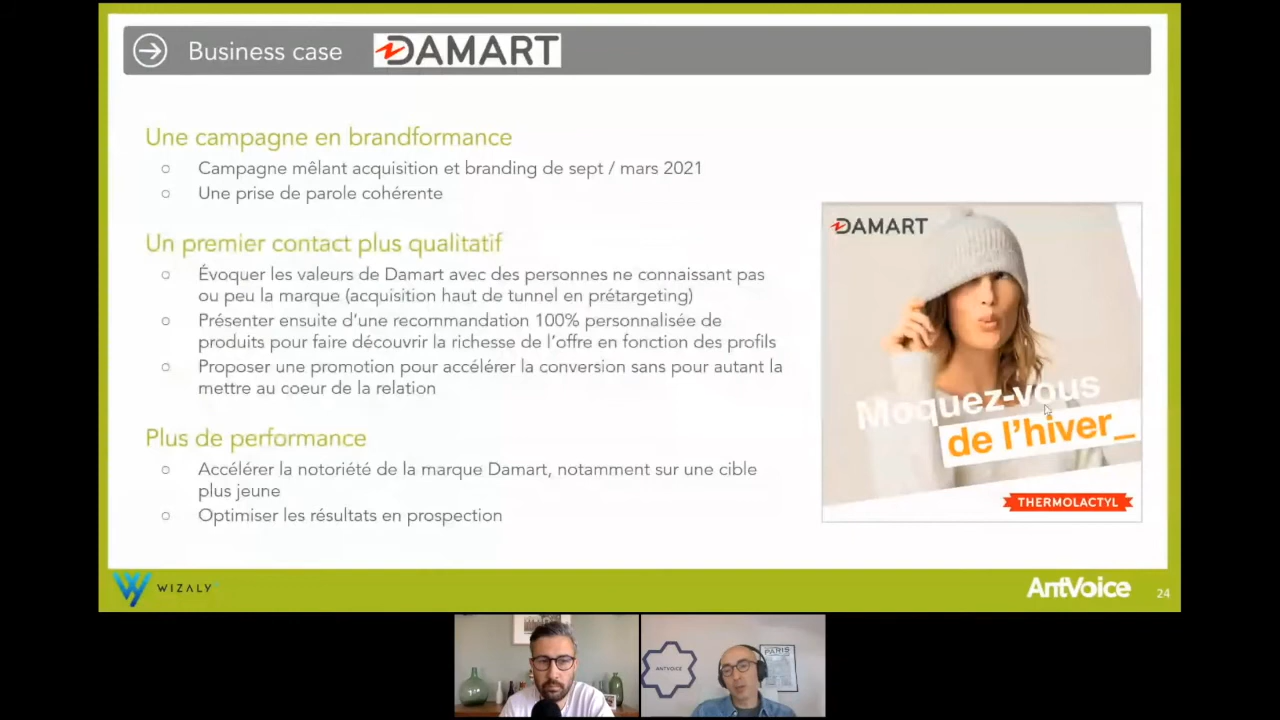 Business case
DAMART
Une campagne en brandformance
Campagne mêlant acquisition et branding de sept / mars 2021
Une prise de parole cohérente
Un premier contact plus qualitatif
Évoquer les valeurs de Damart avec des personnes ne connaissant pas
ou peu la marque (acquisition haut de tunnel en prétargeting)
Présenter ensuite d'une recommandation 100% personnalisée de
produits pour faire découvrir la richesse de l'offre en fonction des profils
Proposer une promotion pour accélérer la conversion sans pour autant la
mettre au coeur de la relation
Plus de performance
Accélérer la notoriété de la marque Damart, notamment sur une cible
plus jeune
Optimiser les résultats en prospection
DAMART
Moquez-vous
de l'hiver_
THERMOLACTYL
WIZALY
AntVoice
24
ANTVOICE
PARIS